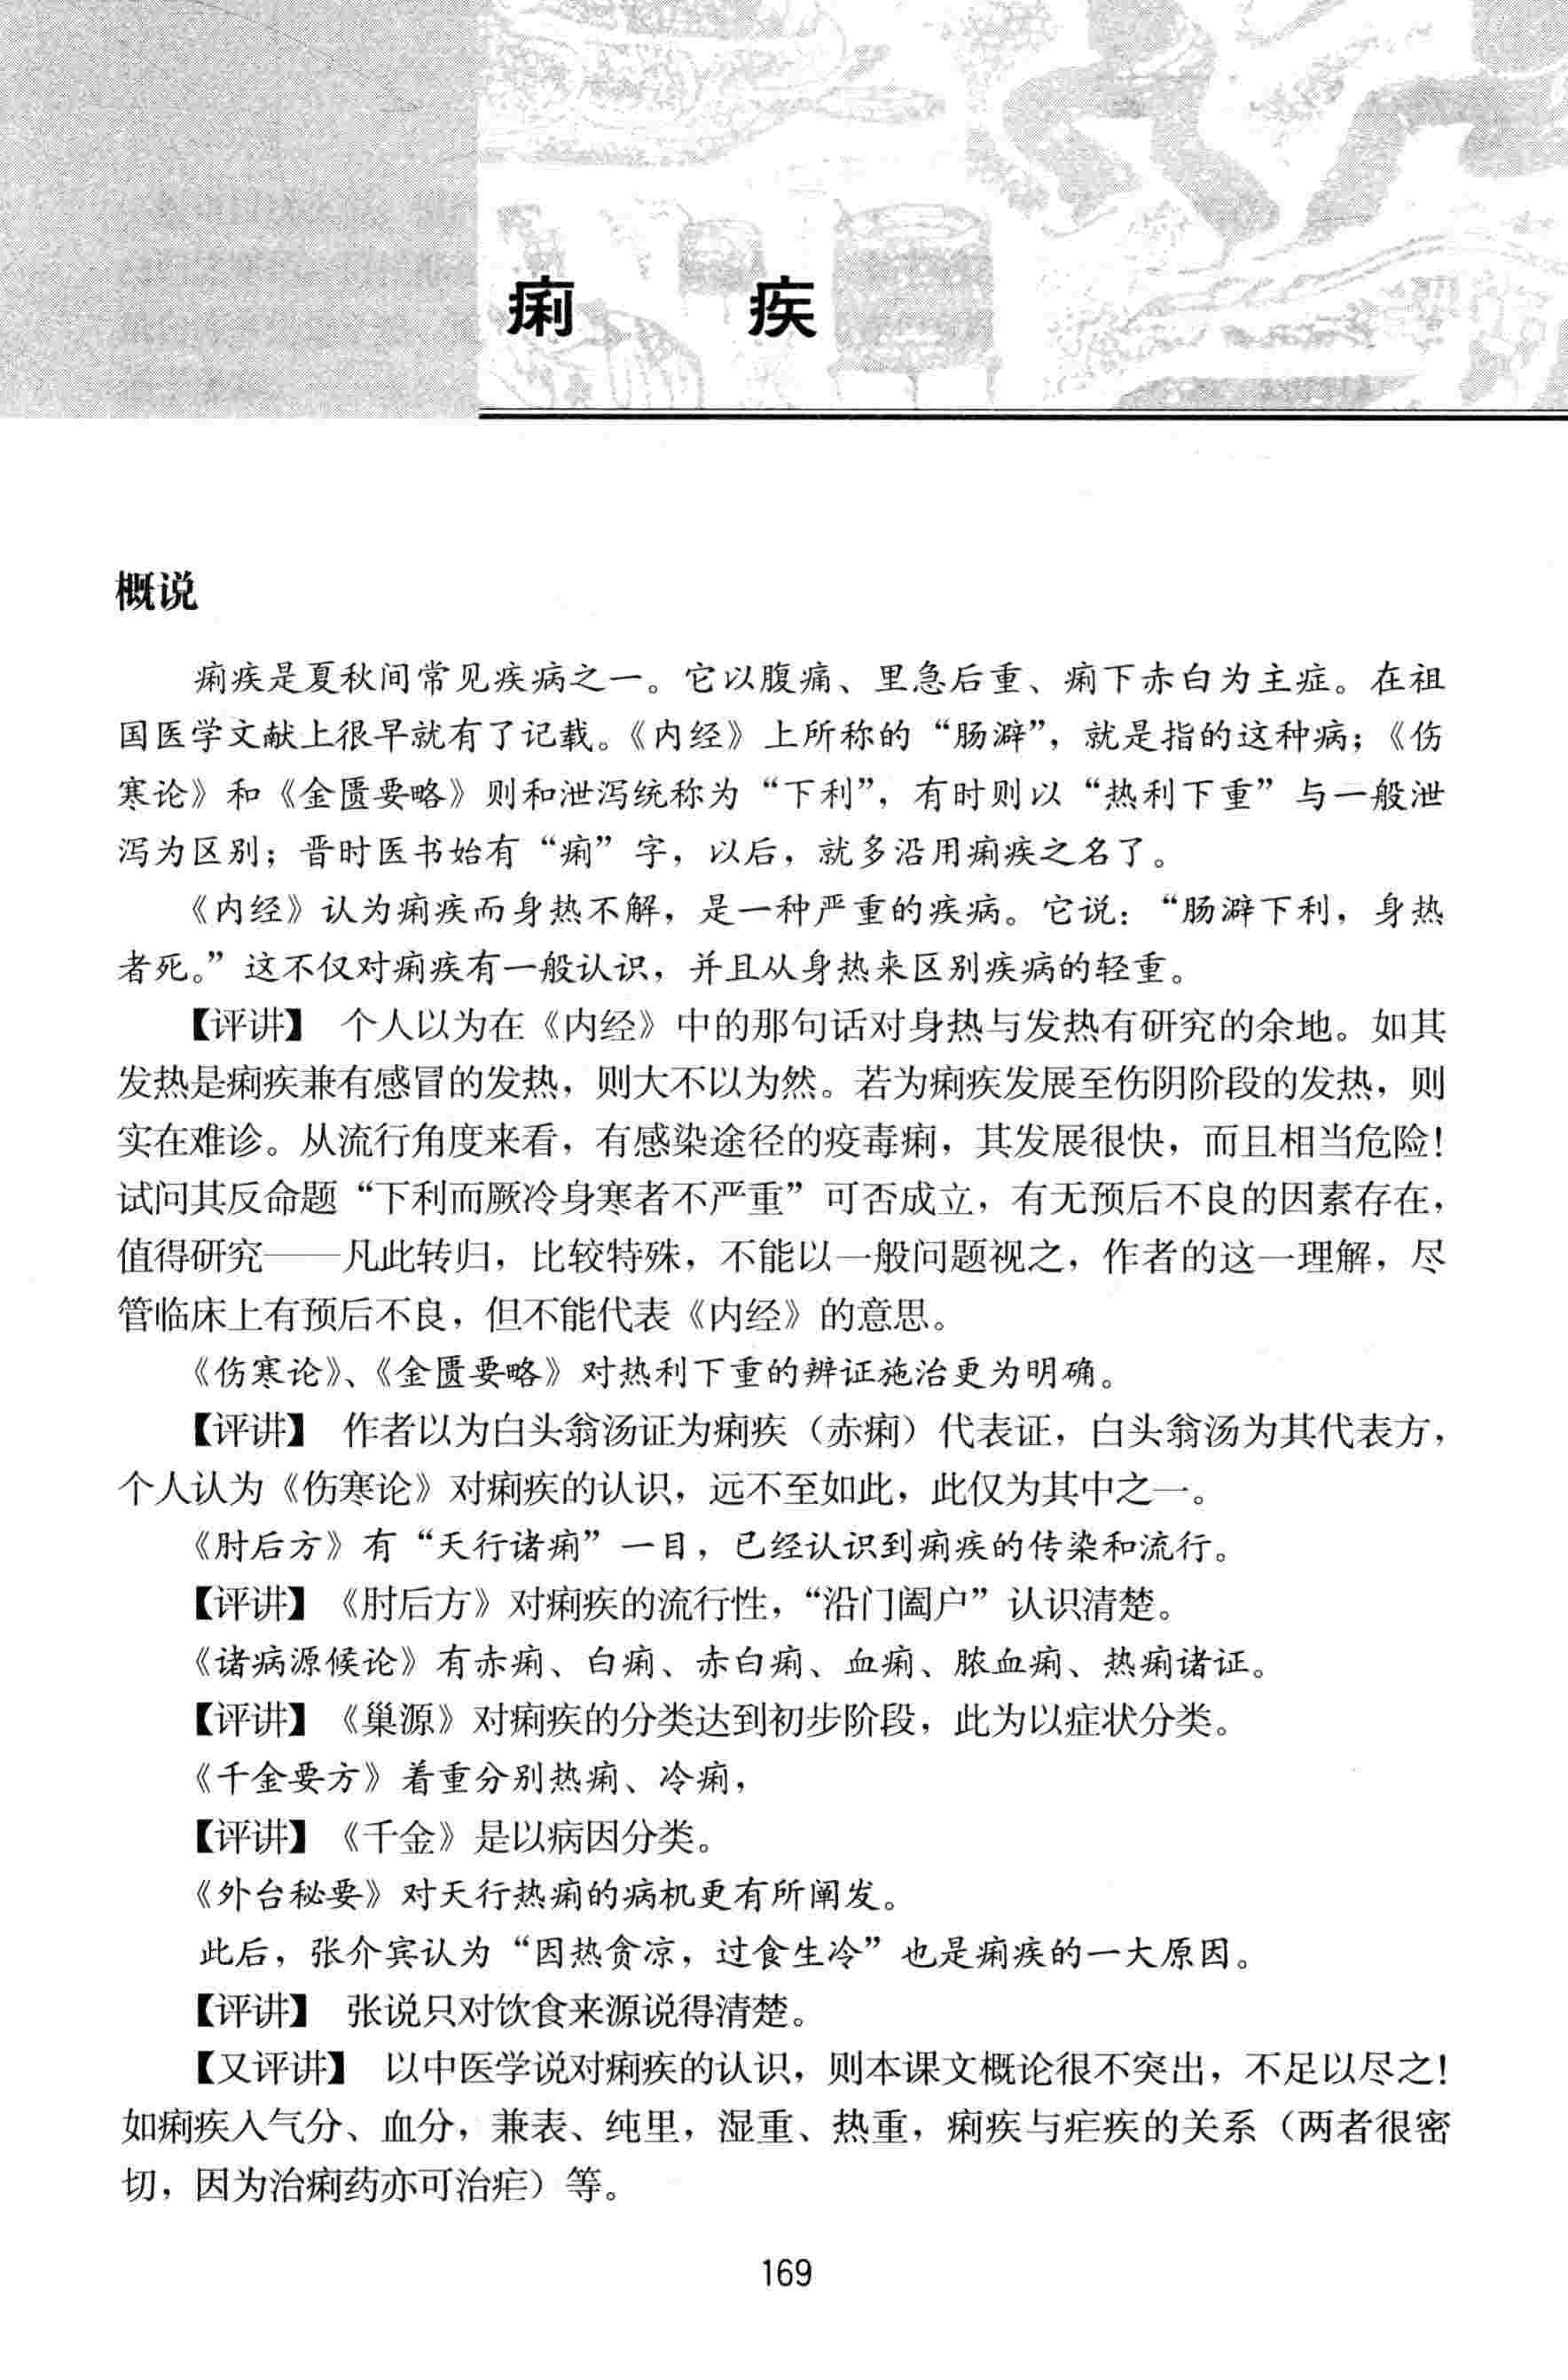 痢 疾
概说
痢疾是夏秋间常见疾病之一。它以腹痛、里急后重、痢下赤白为主症。在祖
国医学文献上很早就有了记载。《内经》上所称的“肠澼”，就是指的这种病；《伤
寒论》和《金匮要略》则和泄泻统称为“下利”，有时则以“热利下重”与一般泄
泻为区别；晋时医书始有“痢”字，以后，就多沿用痢疾之名了。
《内经》认为痢疾而身热不解，是一种严重的疾病。它说：“肠澼下利，身热
者死。”这不仅对痢疾有一般认识，并且从身热来区别疾病的轻重。
【评讲】 个人以为在《内经》中的那句话对身热与发热有研究的余地。如其
发热是痢疾兼有感冒的发热，则大不以为然。若为痢疾发展至伤阴阶段的发热，则
实在难诊。从流行角度来看，有感染途径的疫毒痢，其发展很快，而且相当危险！
试问其反命题“下利而厥冷身寒者不严重”可否成立，有无预后不良的因素存在，
值得研究——凡此转归，比较特殊，不能以一般问题视之，作者的这一理解，尽
管临床上有预后不良，但不能代表《内经》的意思。
《伤寒论》、《金匮要略》对热利下重的辨证施治更为明确。
【评讲】 作者以为白头翁汤证为痢疾（赤痢）代表证，白头翁汤为其代表方，
个人认为《伤寒论》对痢疾的认识，远不至如此，此仅为其中之一。
《肘后方》有“天行诸痢”一目，已经认识到痢疾的传染和流行。
【评讲】《肘后方》对痢疾的流行性，“沿门阖户”认识清楚。
《诸病源候论》有赤痢、白痢、赤白痢、血痢、脓血痢、热痢诸证。
【评讲】《巢源》对痢疾的分类达到初步阶段，此为以症状分类。
《千金要方》着重分别热痢、冷痢，
【评讲】《千金》是以病因分类。
《外台秘要》对天行热痢的病机更有所阐发。
此后，张介宾认为“因热贪凉，过食生冷”也是痢疾的一大原因。
【评讲】 张说只对饮食来源说得清楚。
【又评讲】 以中医学说对痢疾的认识，则本课文概论很不突出，不足以尽之！
如痢疾入气分、血分，兼表、纯里，湿重、热重，痢疾与疟疾的关系（两者很密
切，因为治痢药亦可治疟）等。
169